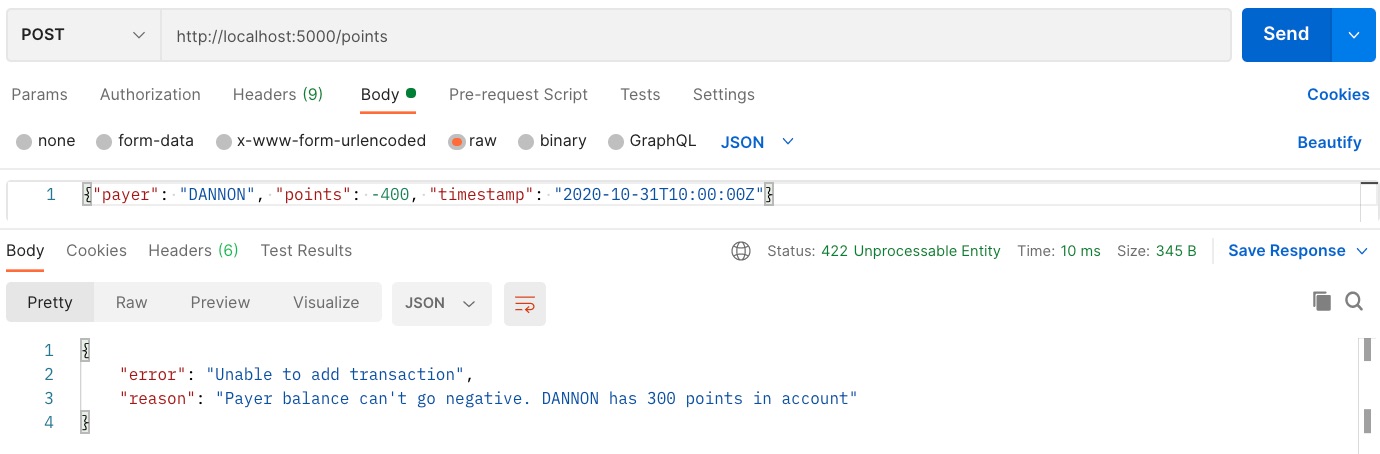 POST http://localhost:5000/points Send
Params Authorization Headers (9) Body Pre-request Script Tests Settings Cookies
none form-data x-www-form-urlencoded raw binary GraphQL JSON Beautify
1 {"payer": "DANNON", "points": -400, "timestamp": "2020-10-31T10:00:00Z"}
Body Cookies Headers (6) Test Results Status: 422 Unprocessable Entity Time: 10 ms Size: 345 B Save Response
Pretty Raw Preview Visualize JSON
1 {
2 "error": "Unable to add transaction",
3 "reason": "Payer balance can't go negative. DANNON has 300 points in account"
4 }